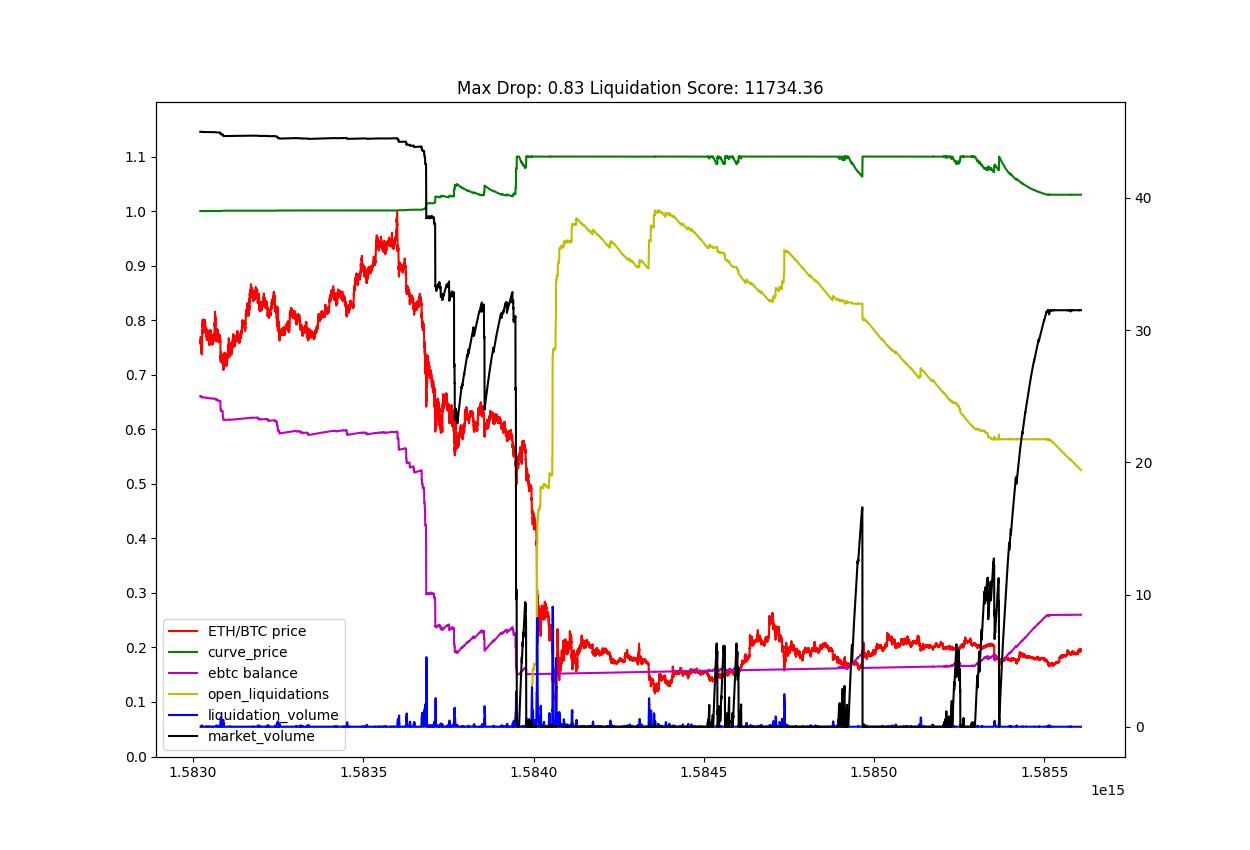 Max Drop: 0.83 Liquidation Score: 11734.36
1.1
1.0
0.9
0.8
0.7
0.6
0.5
0.4
0.3
0.2
0.1
0.0
40
30
20
10
0
ETH/BTC price
curve_price
ebtc balance
open_liquidations
liquidation_volume
market_volume
1.5830 1.5835 1.5840 1.5845 1.5850 1.5855
1e15